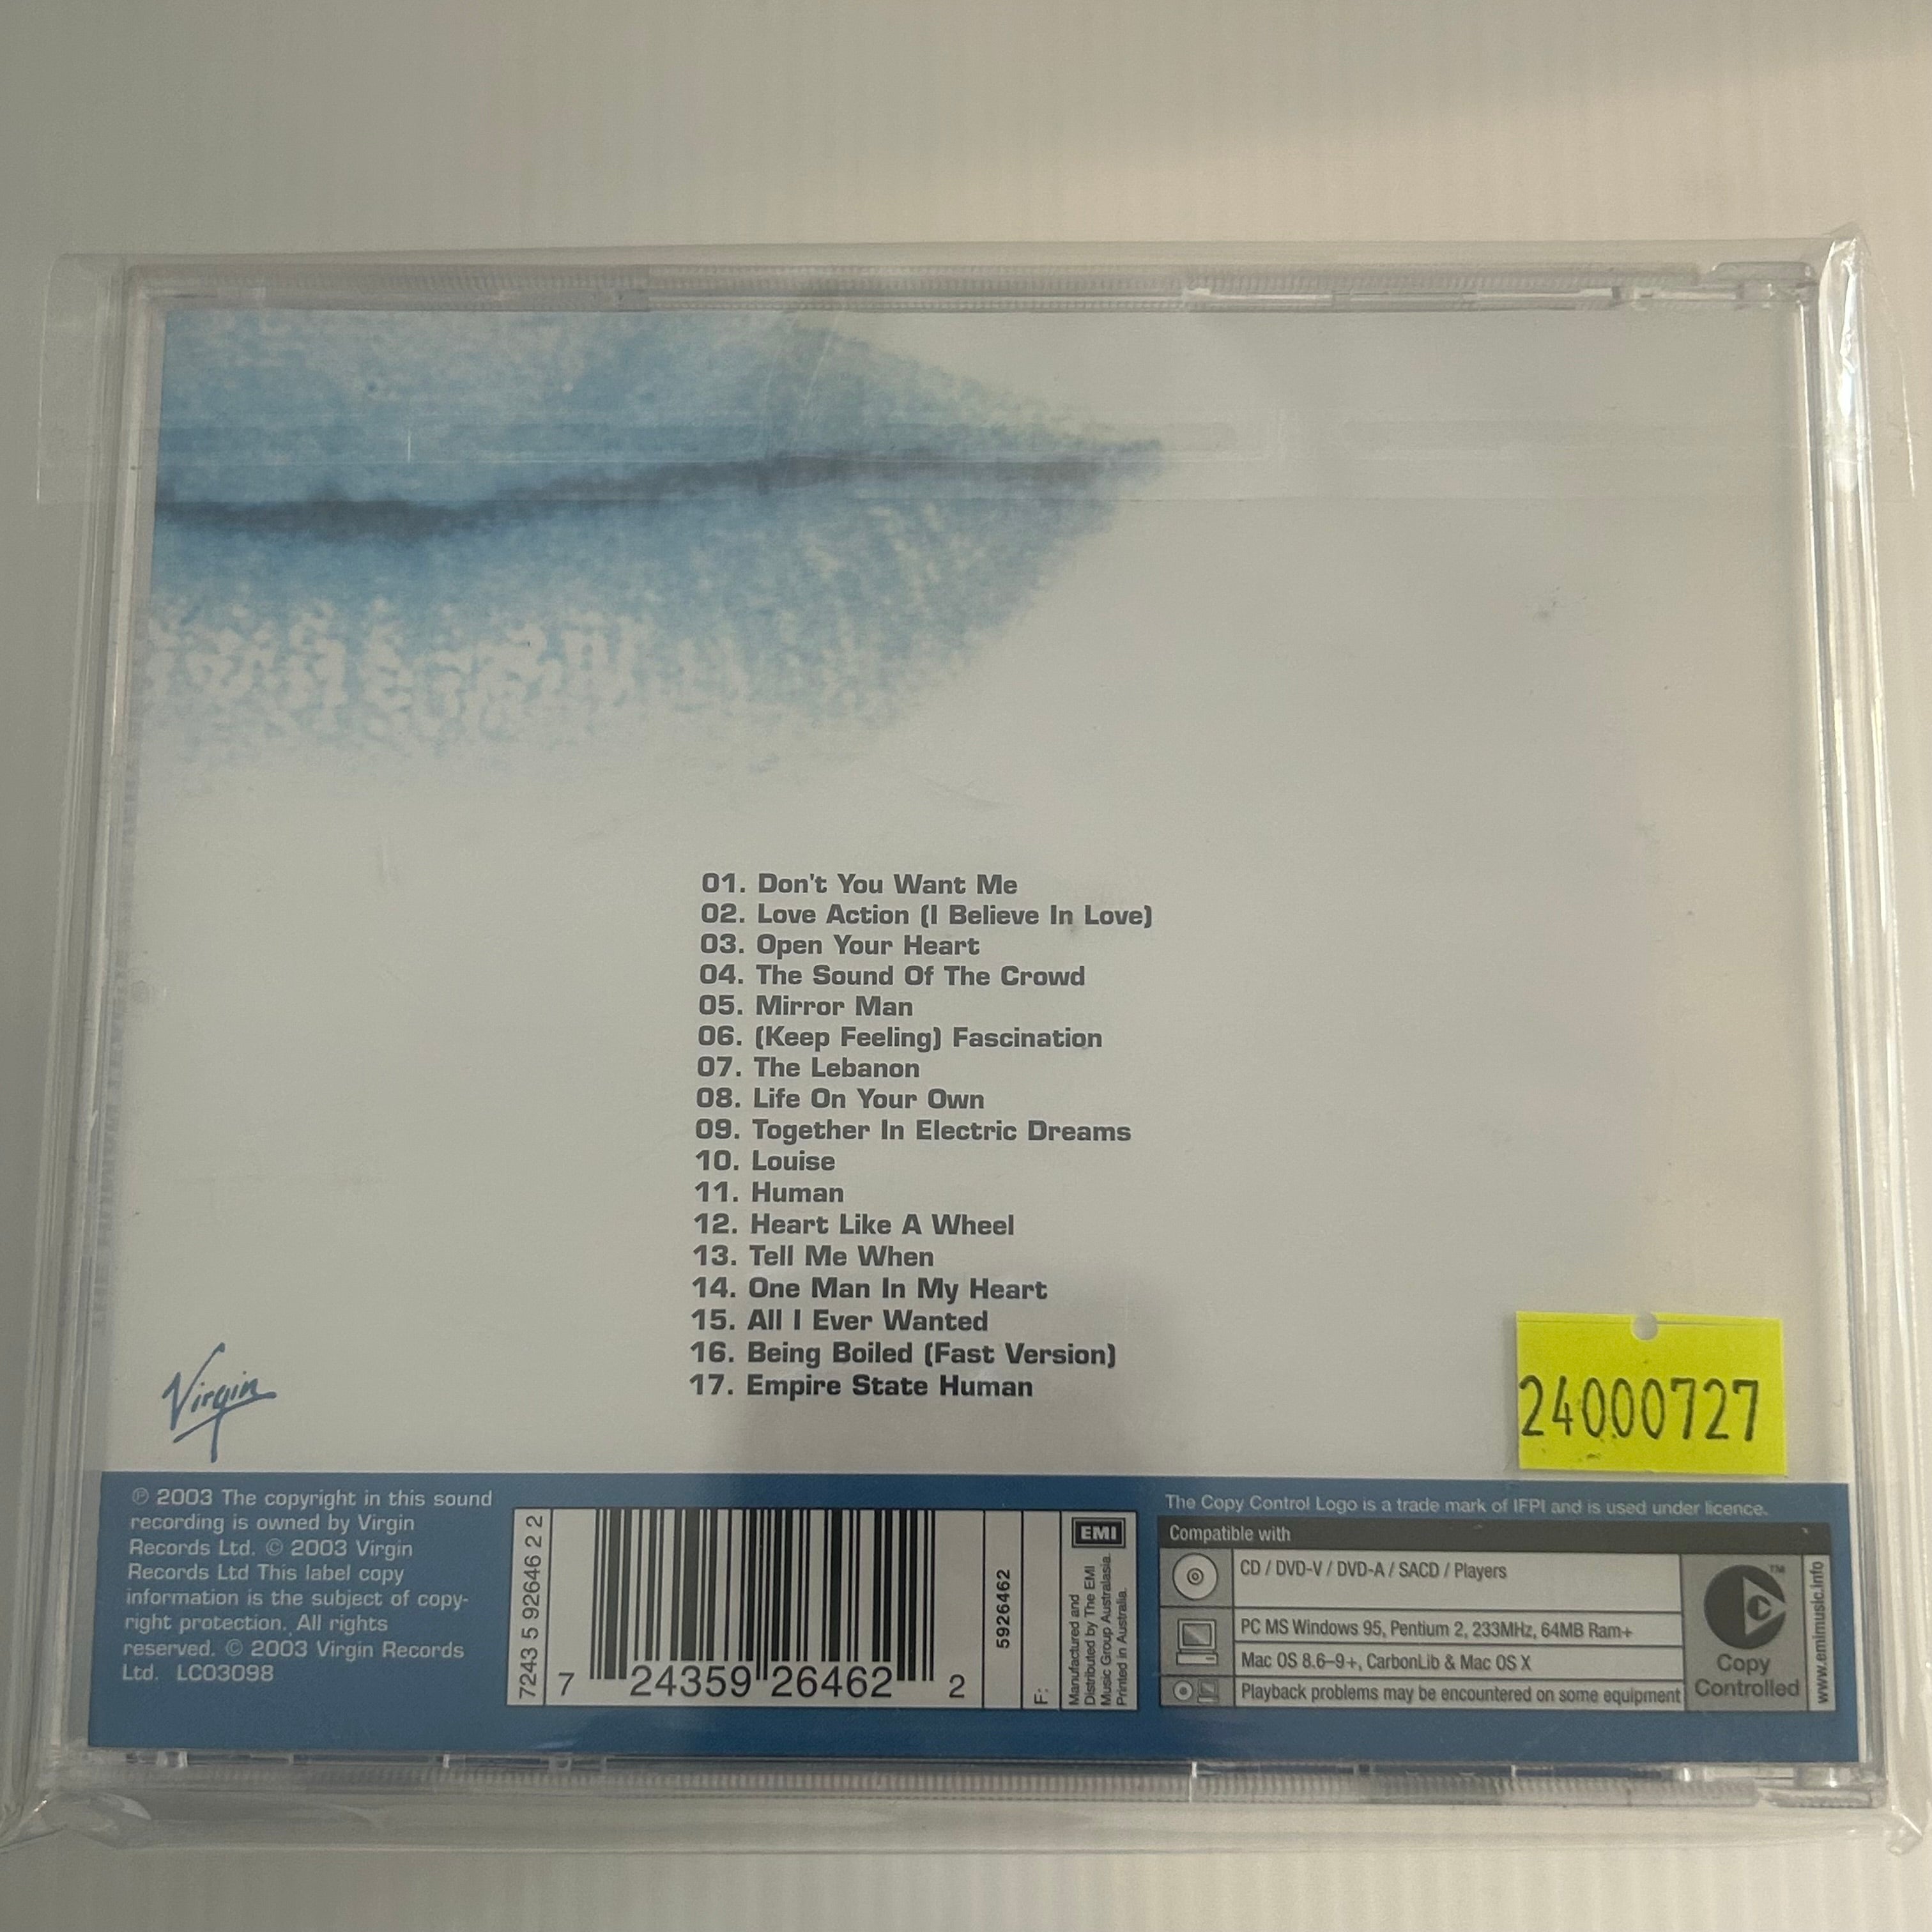 01. Don't You Want Me
02. Love Action (I Believe In Love)
03. Open Your Heart
04. The Sound Of The Crowd
05. Mirror Man
06. (Keep Feeling) Fascination
07. The Lebanon
08. Life On Your Own
09. Together In Electric Dreams
10. Louise
11. Human
12. Heart Like A Wheel
13. Tell Me When
14. One Man In My Heart
15. All I Ever Wanted
16. Being Boiled (Fast Version)
17. Empire State Human
Virgin
24000727
℗ 2003 The copyright in this sound
recording is owned by Virgin
Records Ltd. © 2003 Virgin
Records Ltd This label copy
information is the subject of copy-
right protection. All rights
reserved. © 2003 Virgin Records
Ltd. LC03098
7243 5 92646 2 2
7 24359 26462 2
5926462
F:
EMI
Manufactured and
Distributed by The EMI
Music Group Australasia.
Printed in Australia.
The Copy Control Logo is a trade mark of IFPI and is used under licence.
Compatible with
CD / DVD-V / DVD-A / SACD / Players
PC MS Windows 95, Pentium 2, 233MHz, 64MB Ram+
Mac OS 8.6–9+, CarbonLib & Mac OS X
Playback problems may be encountered on some equipment
TM
Copy
Controlled
www.emimusic.info